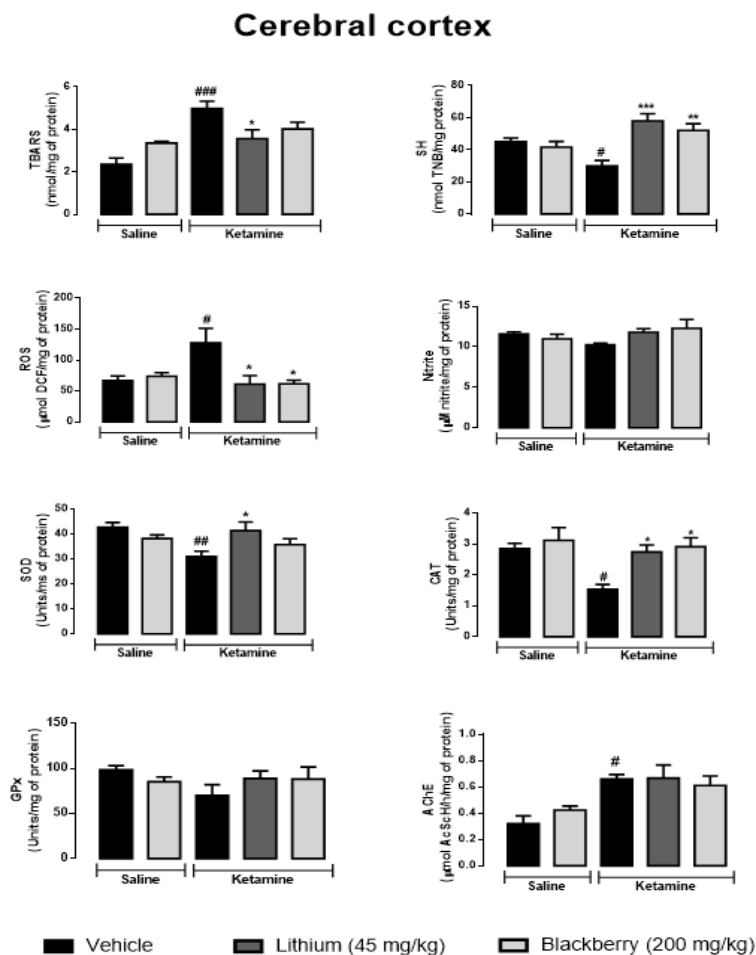 Cerebral cortex
TBARS
(nmol/mg of protein)
6
4
2
0
###
*
Saline
Ketamine
SH
(nmol TNB/mg protein)
80
60
40
20
0
#
***
**
Saline
Ketamine
ROS
(µmol DCF/mg of protein)
200
150
100
50
0
#
*
*
Saline
Ketamine
Nitrite
(µM nitrite/mg of protein)
15
10
5
0
Saline
Ketamine
SOD
(Units/ms of protein)
50
40
30
20
10
0
##
*
Saline
Ketamine
CAT
(Units/mg of protein)
4
3
2
1
0
#
*
*
Saline
Ketamine
GPx
(Units/mg of protein)
150
100
50
0
Saline
Ketamine
AChE
(µmol AcScH/h/mg of protein)
1.0
0.8
0.6
0.4
0.2
0.0
#
Saline
Ketamine
Vehicle
Lithium (45 mg/kg)
Blackberry (200 mg/kg)